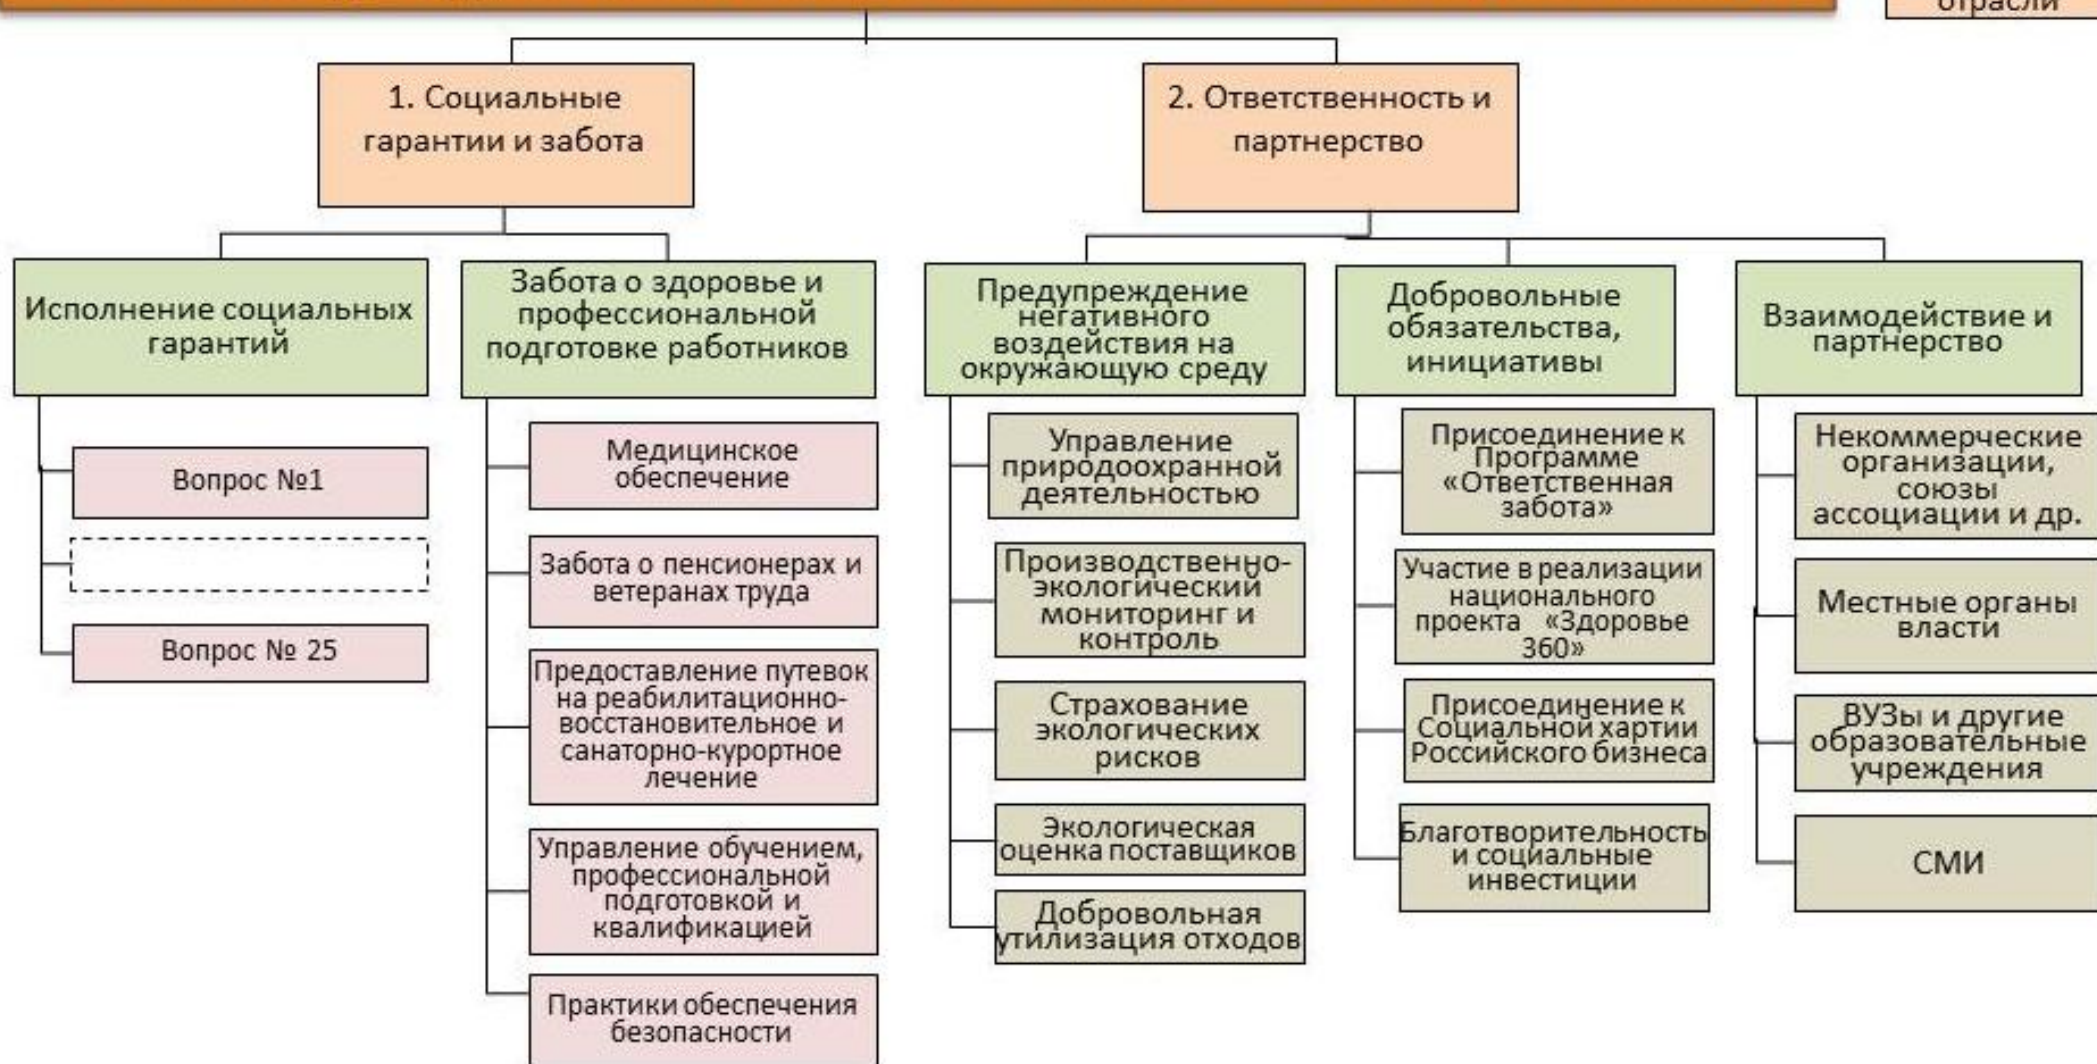 отрасли
1. Социальные
гарантии и забота
2. Ответственность и
партнерство
Исполнение социальных
гарантий
Вопрос №1
Вопрос № 25
Забота о здоровье и
профессиональной
подготовке работников
Медицинское
обеспечение
Забота о пенсионерах и
ветеранах труда
Предоставление путевок
на реабилитационно-
восстановительное и
санаторно-курортное
лечение
Управление обучением,
профессиональной
подготовкой и
квалификацией
Практики обеспечения
безопасности
Предупреждение
негативного
воздействия на
окружающую среду
Управление
природоохранной
деятельностью
Производственно-
экологический
мониторинг и
контроль
Страхование
экологических
рисков
Экологическая
оценка поставщиков
Добровольная
утилизация отходов
Добровольные
обязательства,
инициативы
Присоединение к
Программе
«Ответственная
забота»
Участие в реализации
национального
проекта «Здоровье
360»
Присоединение к
Социальной хартии
Российского бизнеса
Благотворительность
и социальные
инвестиции
Взаимодействие и
партнерство
Некоммерческие
организации,
союзы
ассоциации и др.
Местные органы
власти
ВУЗы и другие
образовательные
учреждения
СМИ